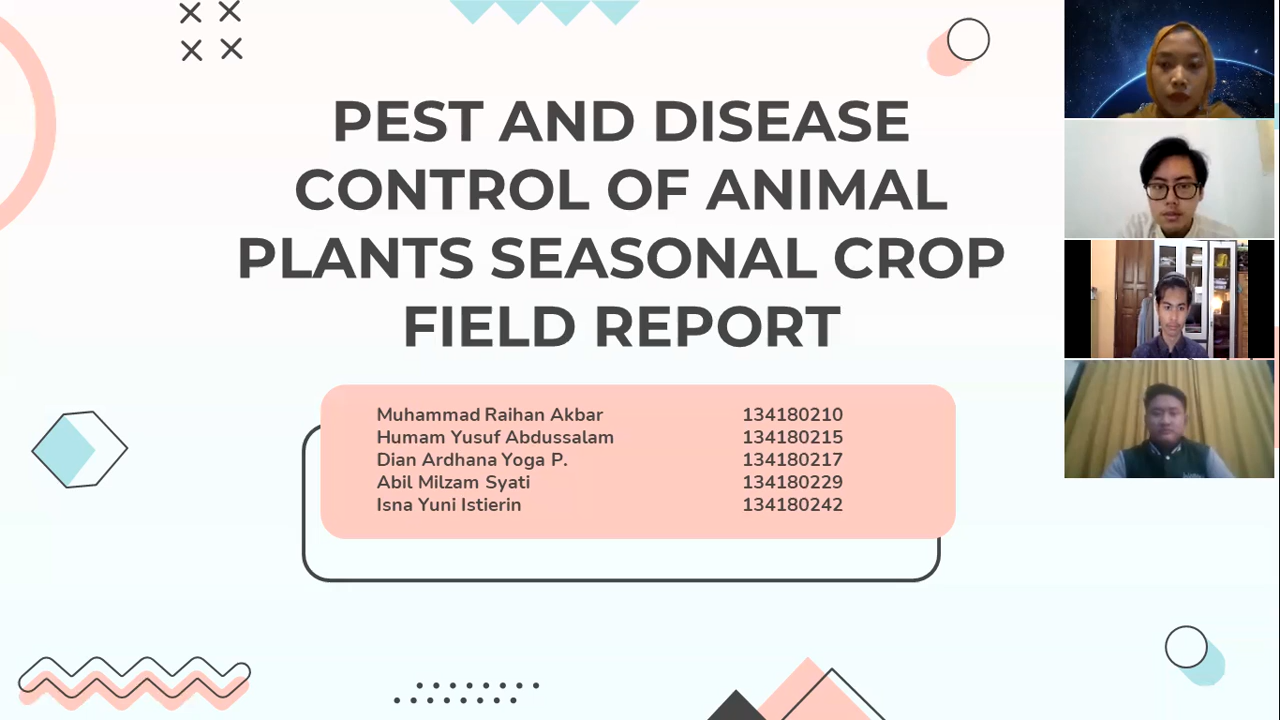 PEST AND DISEASE
CONTROL OF ANIMAL
PLANTS SEASONAL CROP
FIELD REPORT
Muhammad Raihan Akbar 134180210
Humam Yusuf Abdussalam 134180215
Dian Ardhana Yoga P. 134180217
Abil Milzam Syati 134180229
Isna Yuni Istierin 134180242